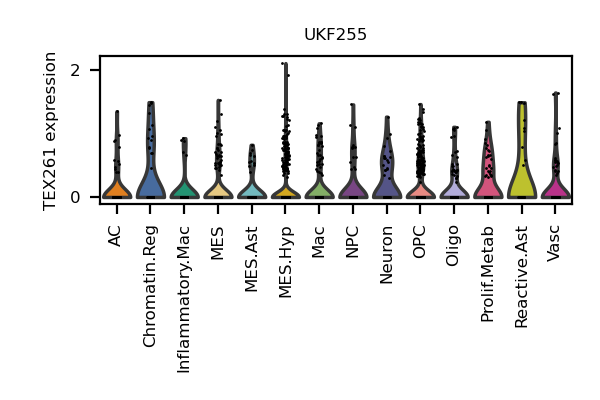 UKF255
TEX261 expression
2
0
AC
Chromatin.Reg
Inflammatory.Mac
MES
MES.Ast
MES.Hyp
Mac
NPC
Neuron
OPC
Oligo
Prolif.Metab
Reactive.Ast
Vasc